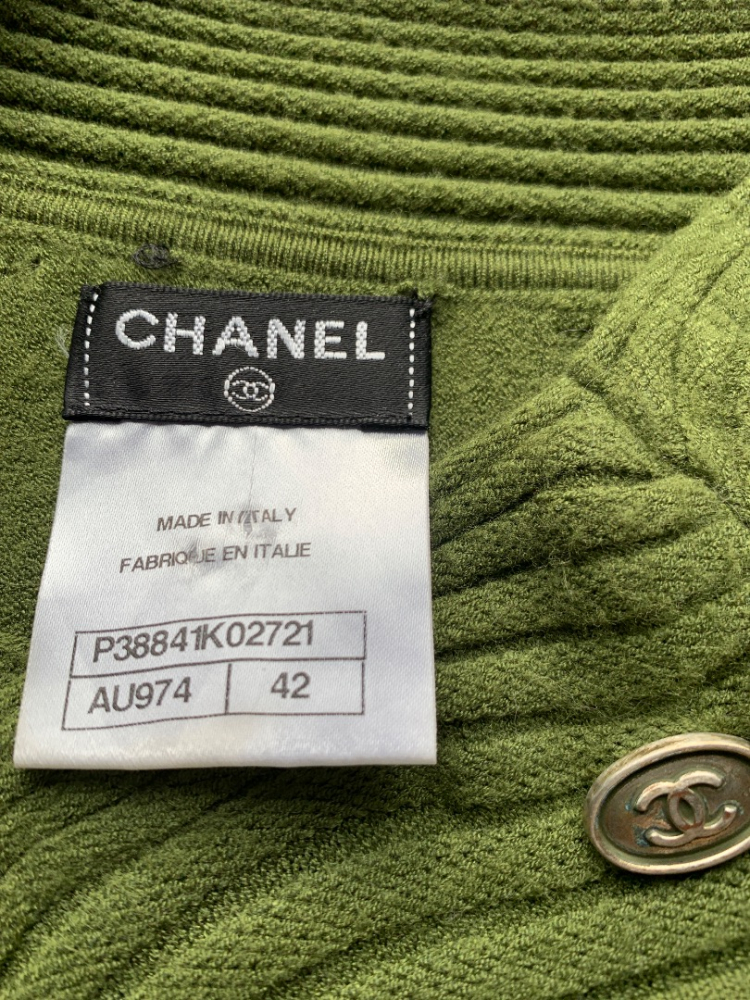 CHANEL
MADE IN ITALY
FABRIQUE EN ITALIE
P38841K02721
AU974 42